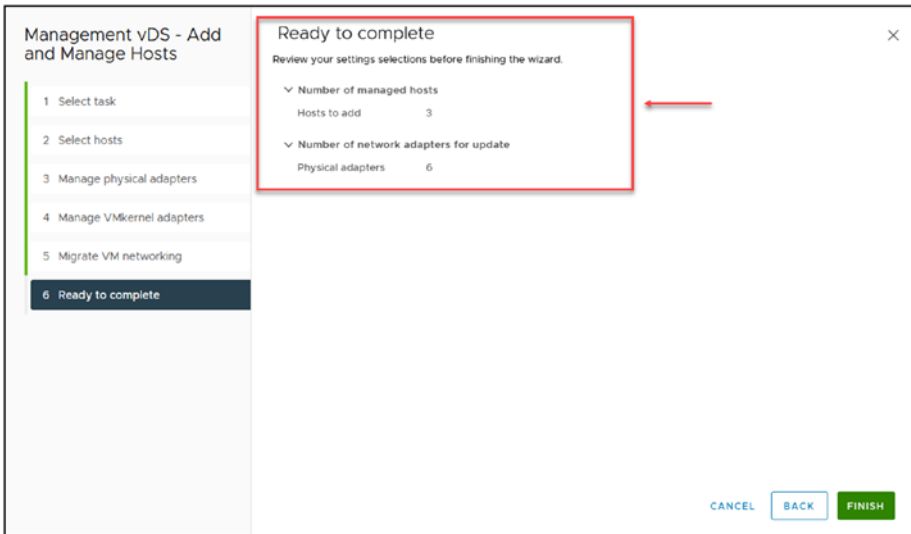 Management vDS - Add
and Manage Hosts
1 Select task
2 Select hosts
3 Manage physical adapters
4 Manage VMkernel adapters
5 Migrate VM networking
6 Ready to complete
Ready to complete
Review your settings selections before finishing the wizard.
Number of managed hosts
Hosts to add 3
Number of network adapters for update
Physical adapters 6
CANCEL BACK FINISH